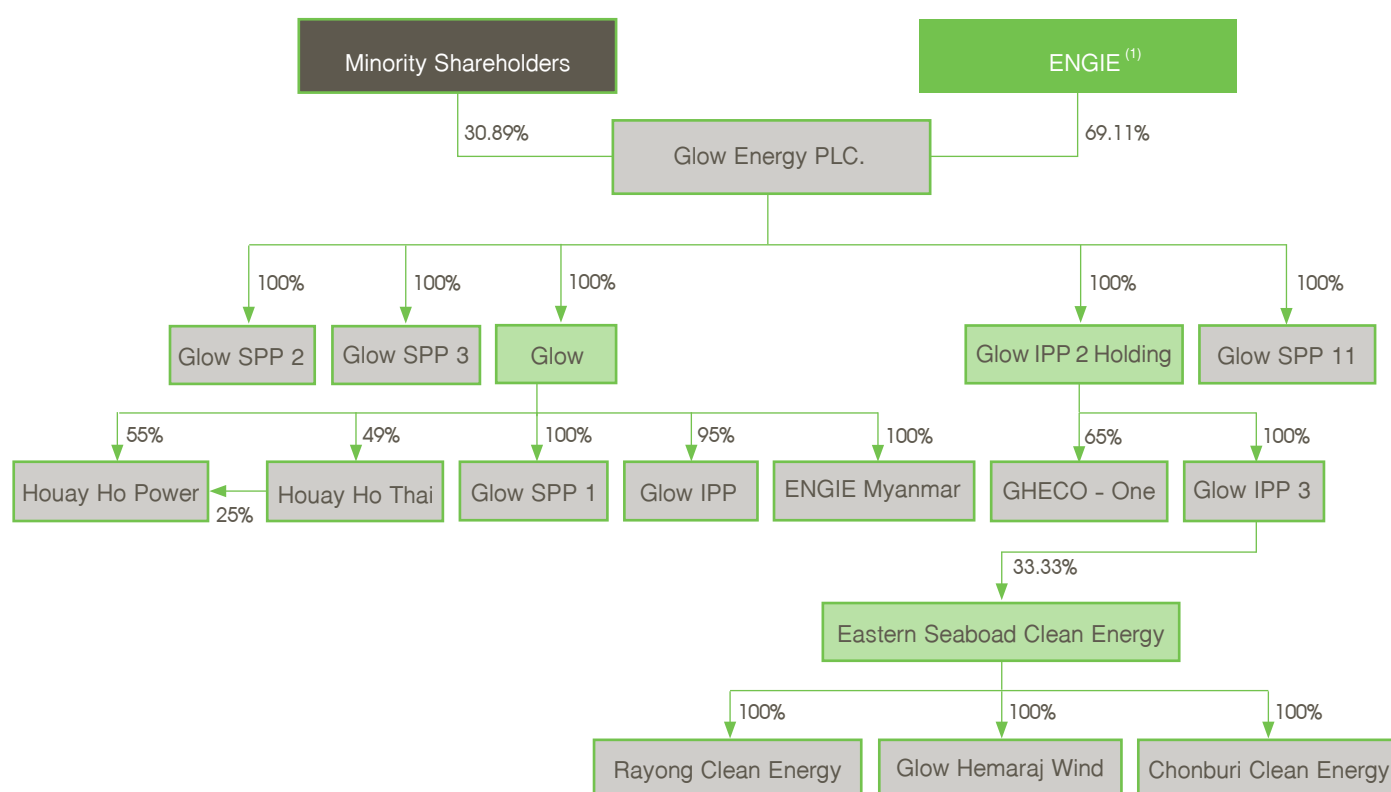 Minority Shareholders
ENGIE (1)
30.89%
69.11%
Glow Energy PLC.
100%
100%
100%
100%
100%
Glow SPP 2
Glow SPP 3
Glow
Glow IPP 2 Holding
Glow SPP 11
55%
49%
100%
95%
100%
65%
100%
Houay Ho Power
Houay Ho Thai
Glow SPP 1
Glow IPP
ENGIE Myanmar
GHECO - One
Glow IPP 3
25%
33.33%
Eastern Seaboad Clean Energy
100%
100%
100%
Rayong Clean Energy
Glow Hemaraj Wind
Chonburi Clean Energy